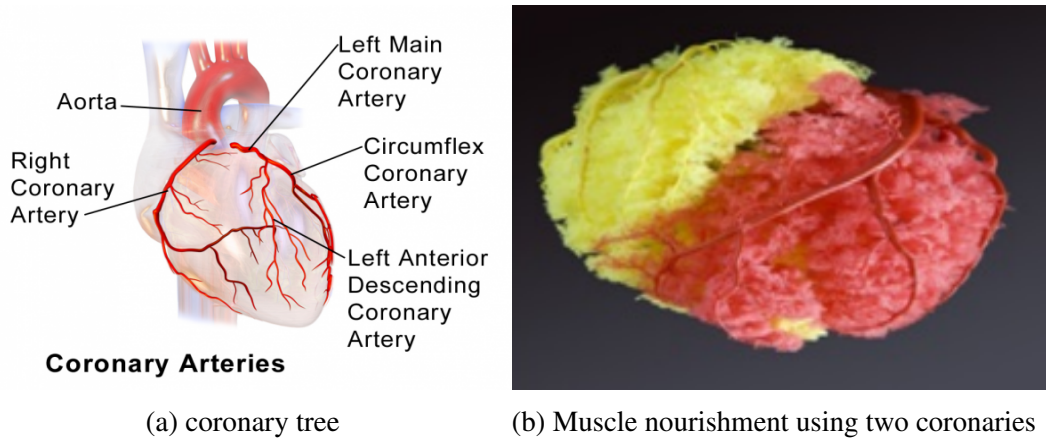 Left Main
Coronary
Artery
Aorta
Circumflex
Coronary
Artery
Right
Coronary
Artery
Left Anterior
Descending
Coronary
Artery
Coronary Arteries
(a) coronary tree
(b) Muscle nourishment using two coronaries